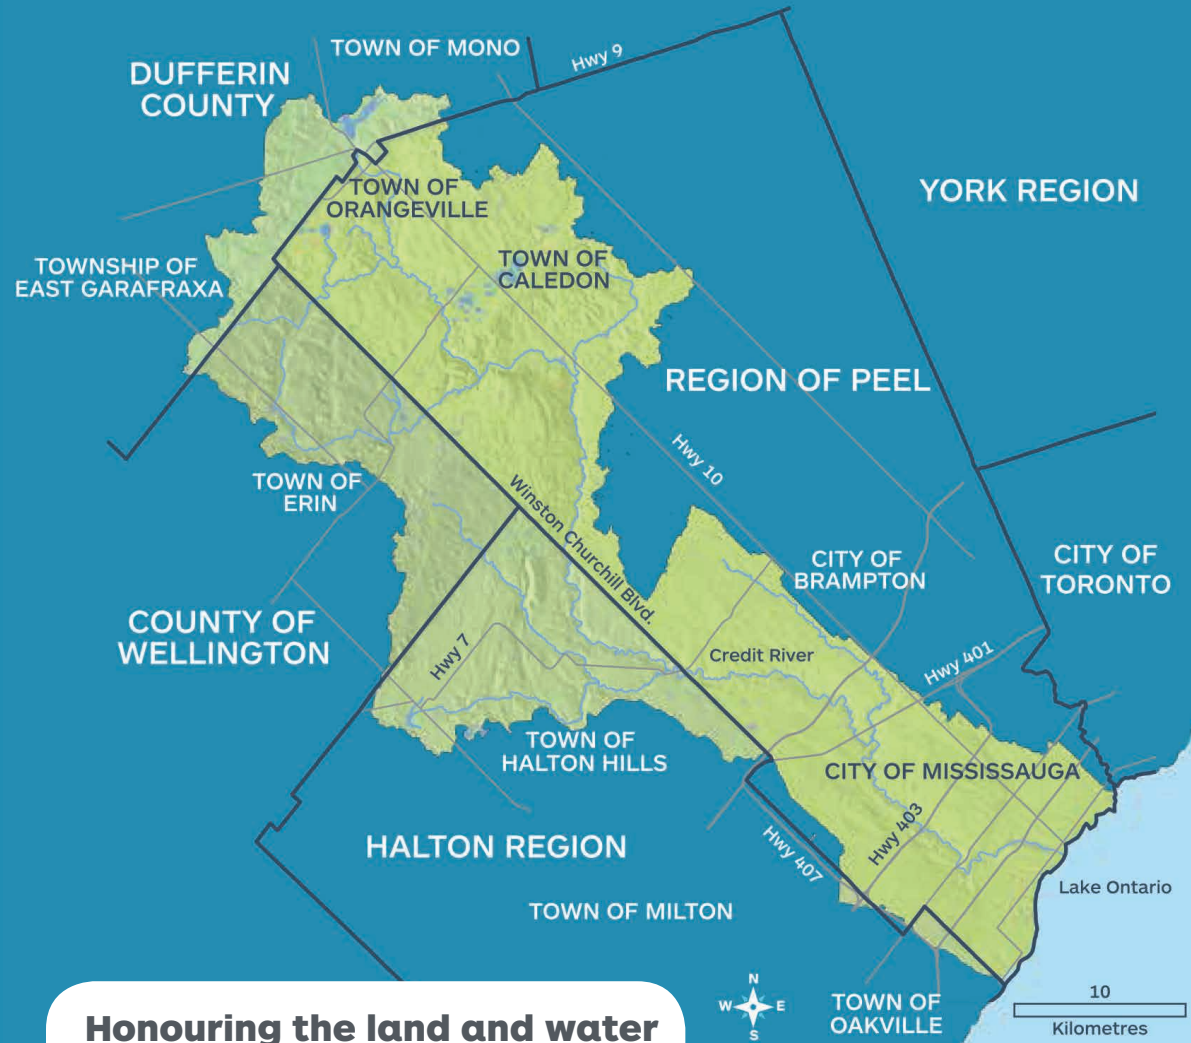 TOWN OF MONO
Hwy 9
DUFFERIN
COUNTY
TOWN OF
ORANGEVILLE
YORK REGION
TOWNSHIP OF
EAST GARAFRAXA
TOWN OF
CALEDON
REGION OF PEEL
Hwy 10
TOWN OF
ERIN
Winston Churchill Blvd.
CITY OF
BRAMPTON
CITY OF
TORONTO
COUNTY OF
WELLINGTON
Hwy 7
Credit River
Hwy 401
TOWN OF
HALTON HILLS
CITY OF MISSISSAUGA
Hwy 403
HALTON REGION
Hwy 407
Lake Ontario
TOWN OF MILTON
N
W E
S
TOWN OF
OAKVILLE
10
Kilometres
Honouring the land and water